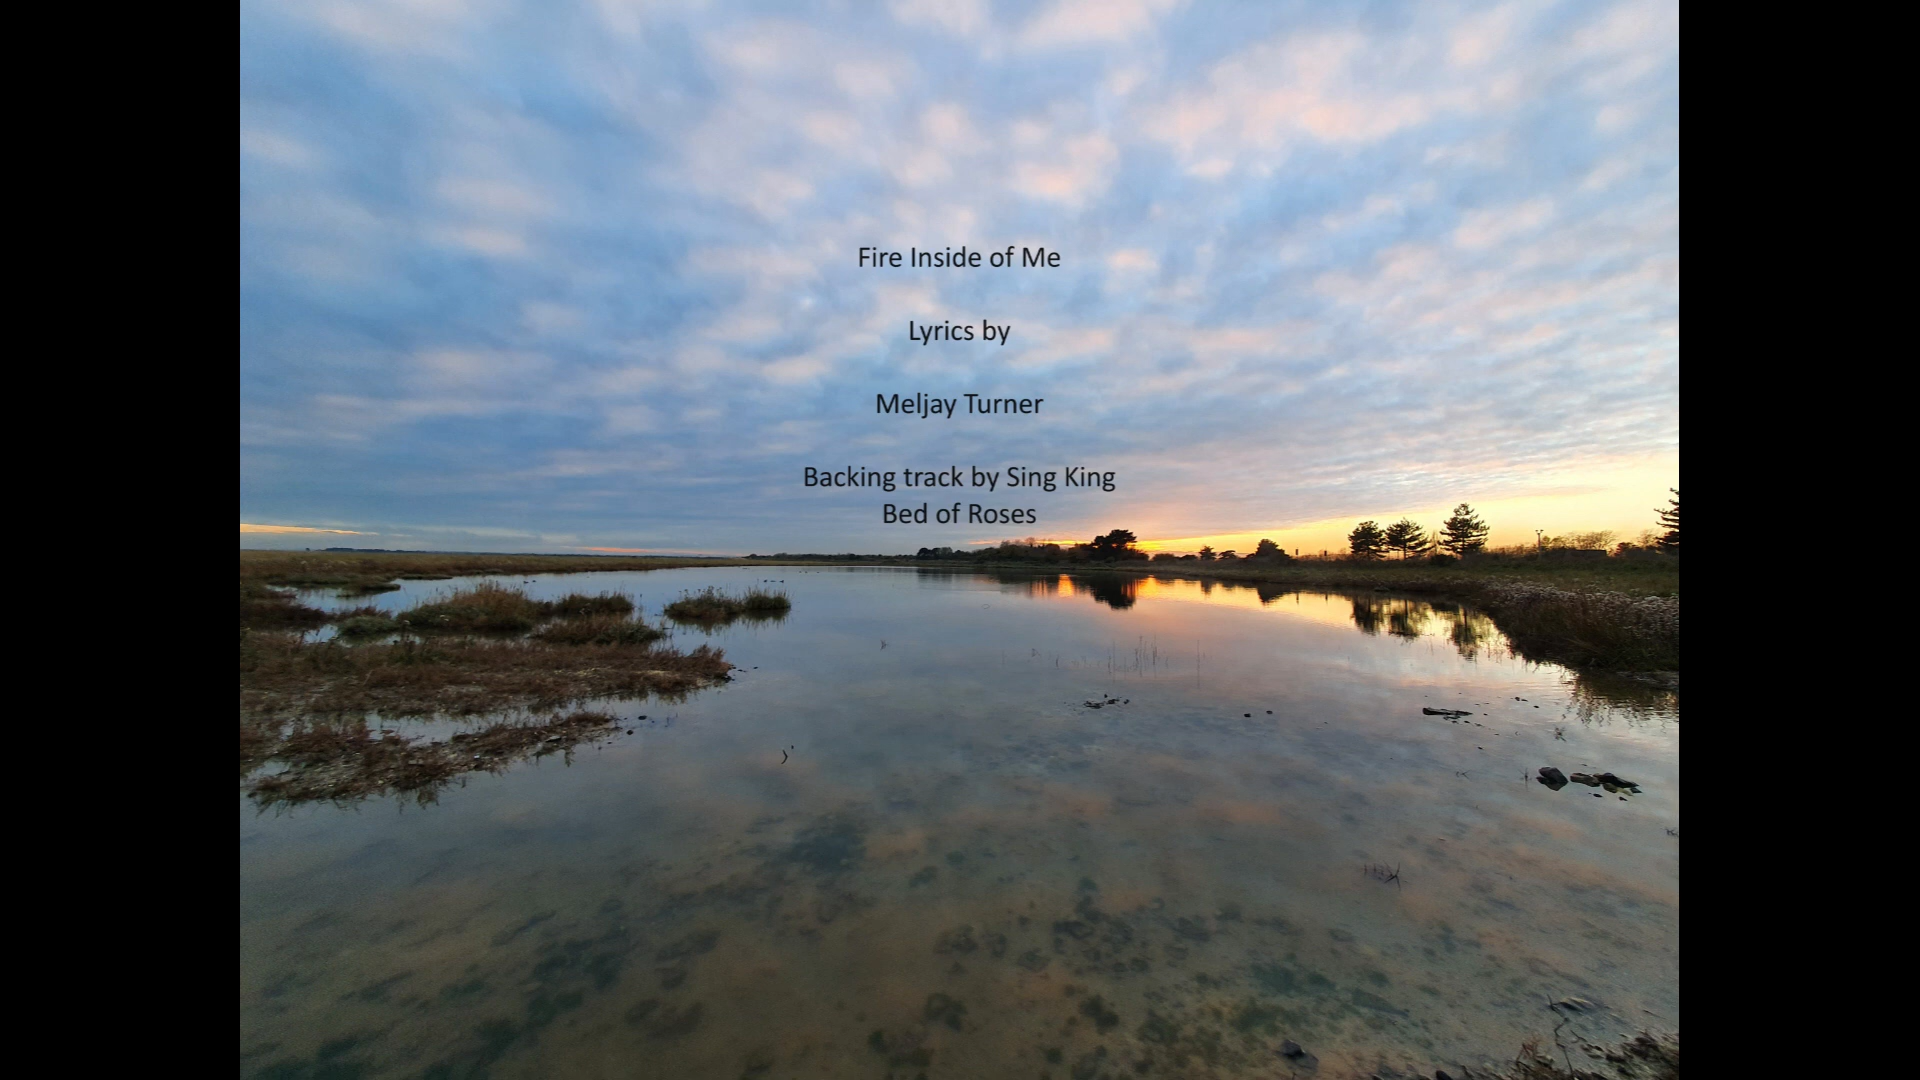 Fire Inside of Me
Lyrics by
Meljay Turner
Backing track by Sing King
Bed of Roses